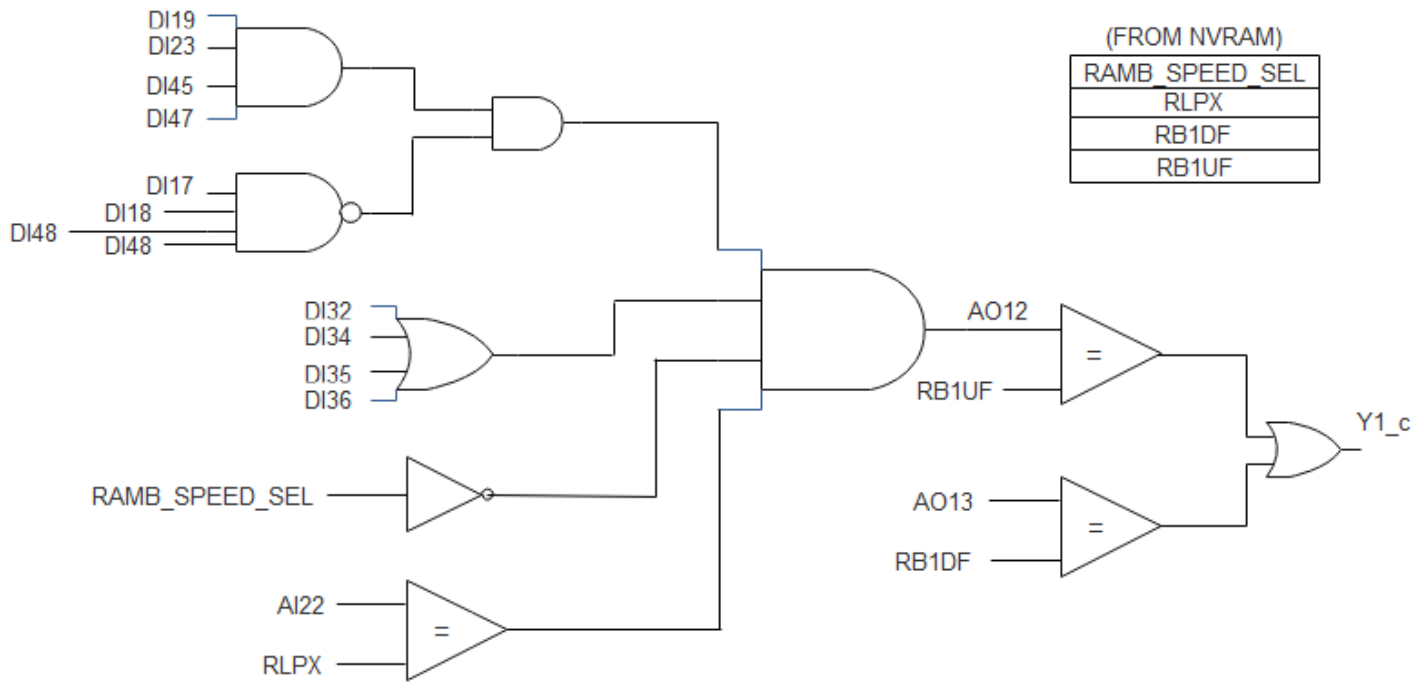 DI19
DI23
DI45
DI47
DI17
DI18
DI48
DI48
DI32
DI34
DI35
DI36
RAMB_SPEED_SEL
AI22
RLPX
=
(FROM NVRAM)
RAMB_SPEED_SEL
RLPX
RB1DF
RB1UF
AO12
RB1UF
=
AO13
RB1DF
=
Y1_c